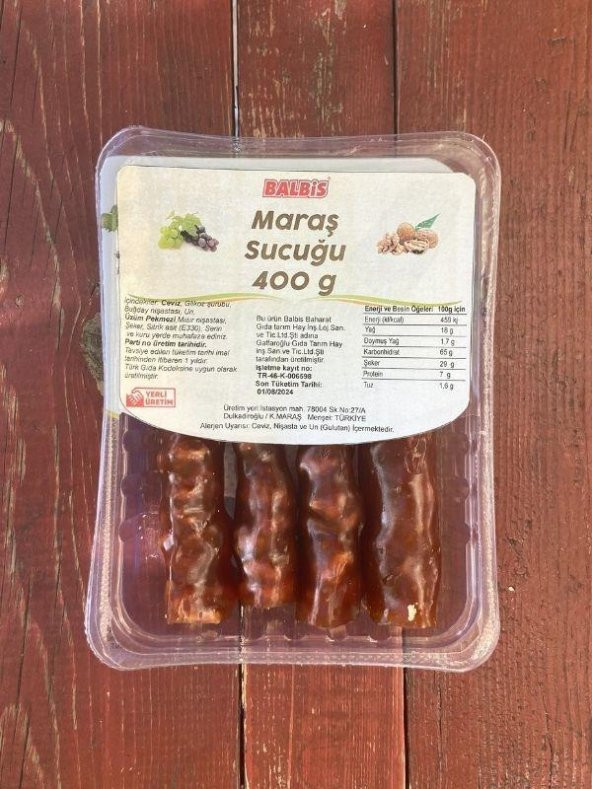 BALBİS
Maraş
Sucuğu
400 g
İçindekiler: Ceviz, Glikoz şurubu,
Buğday nişastası, Un,
Üzüm Pekmezi Mısır nişastası,
Şeker, Sitrik asit (E330). Serin
ve kuru yerde muhafaza ediniz.
Parti no üretim tarihidir.
Tavsiye edilen tüketim tarihi imal
tarihinden itibaren 1 yıldır.
Türk Gıda Kodeksine uygun olarak
üretilmiştir.
YERLİ
ÜRETİM
Bu ürün Balbis Baharat
Gıda tarım Hay İnş.Loj.San.
ve Tic.Ltd.Şti adına
Gaffaroğlu Gıda Tarım Hay
inş.San ve Tic.Ltd.Şti
tarafından üretilmiştir.
İşletme kayıt no:
TR-46-K-006598
Son Tüketim Tarihi:
01/08/2024
Enerji ve Besin Öğeleri 100g için
Enerji (kj/kcal) 459 kj
Yağ 18 g
Doymuş Yağ 1,7 g
Karbonhidrat 65 g
Şeker 29 g
Protein 7 g
Tuz 1,6 g
Üretim yeri İstasyon mah. 78004 Sk No:27/A
Dulkadiroğlu / K.MARAŞ Menşei: TÜRKİYE
Alerjen Uyarısı: Ceviz, Nişasta ve Un (Gulutan) İçermektedir.